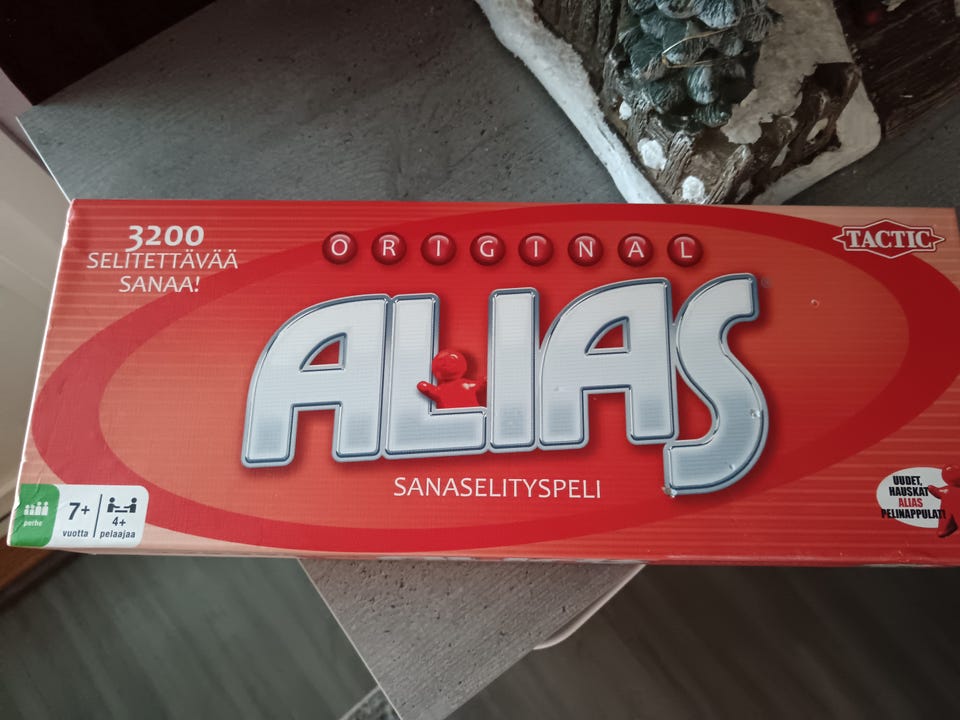 3200
SELITETTÄVÄÄ
SANAA!
ORIGINAL
TACTIC
ALIAS
SANASELITYSPELI
perhe
7+
vuotta
4+
pelaajaa
UUDET,
HAUSKAT
ALIAS
PELINAPPULAT!